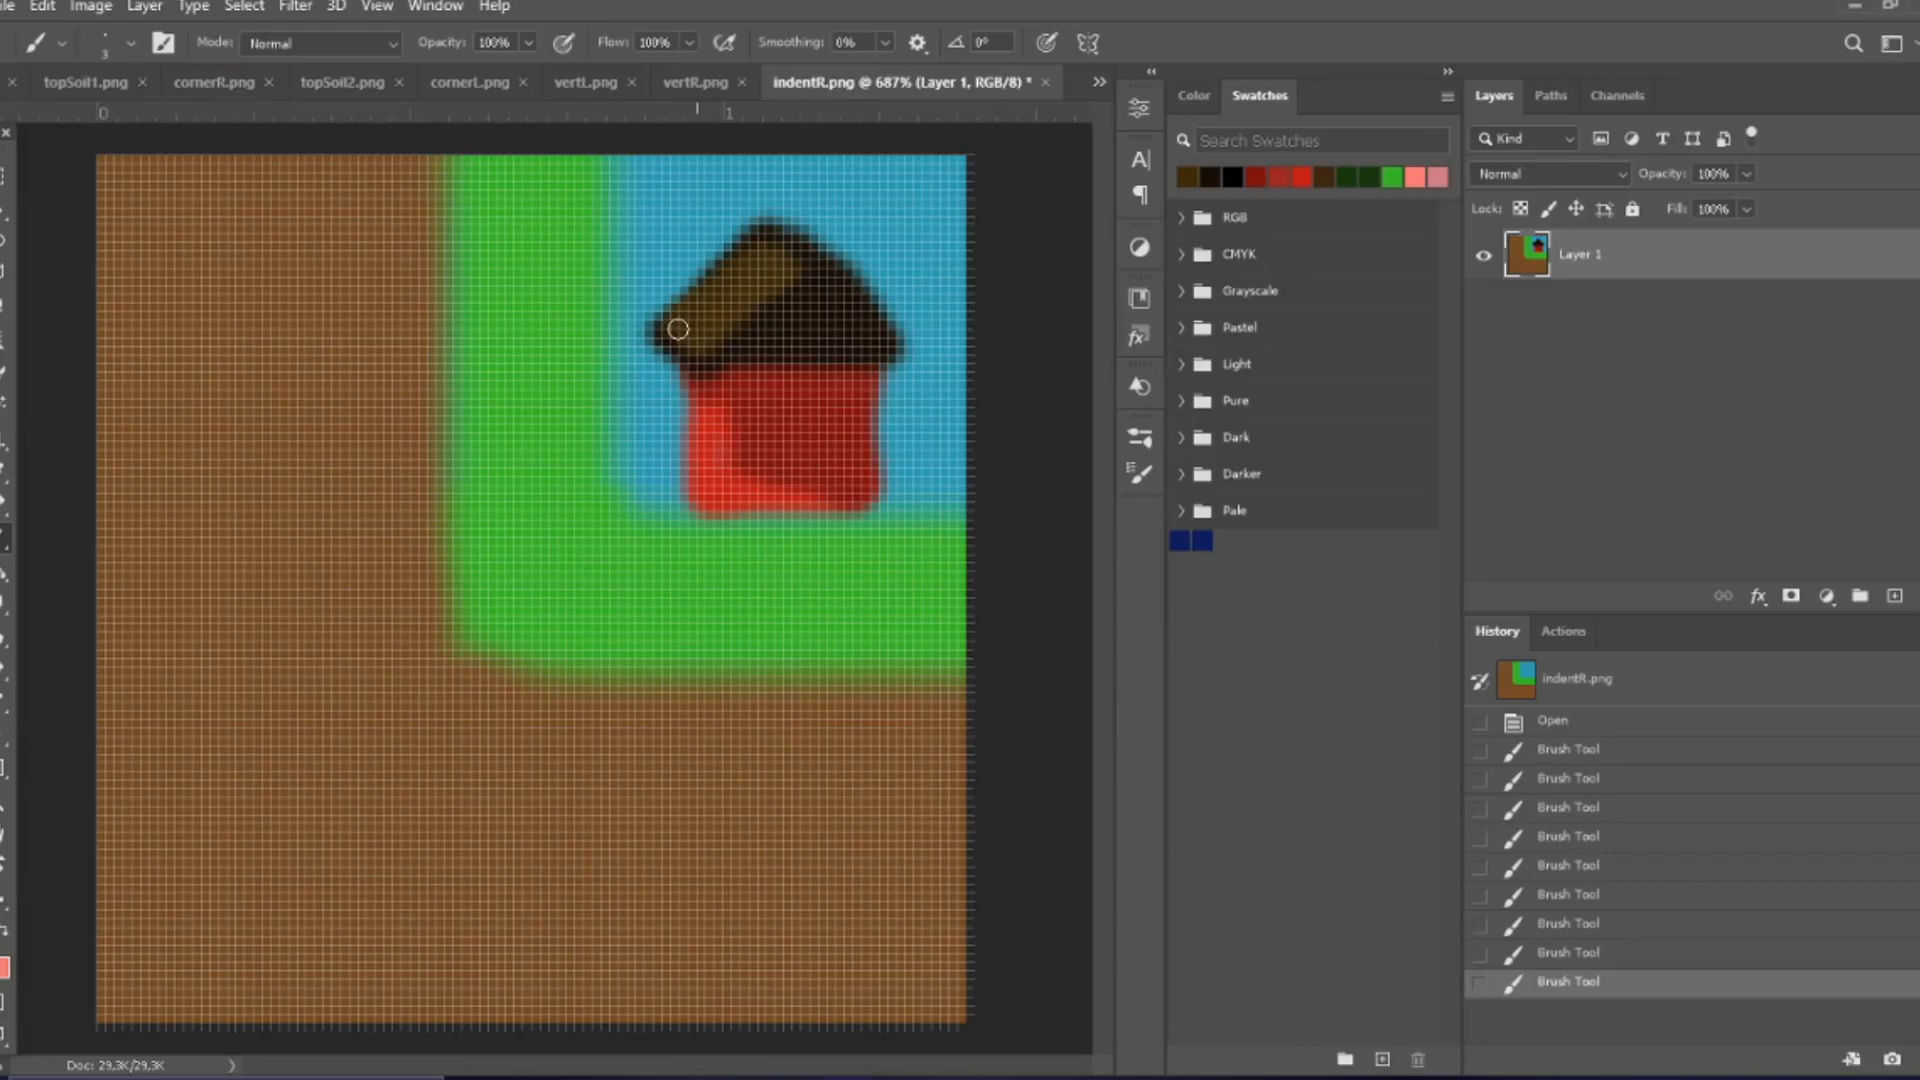 Edit Image Layer Type Select Filter 3D View Window Help
3 Mode: Normal Opacity: 100% Flow: 100% Smoothing: 0% 0°
topSoil1.png × cornerR.png × topSoil2.png × cornerL.png × vertL.png × vertR.png × indentR.png @ 687% (Layer 1, RGB/8) * ×
0 1
Color Swatches
Search Swatches
RGB
CMYK
Grayscale
Pastel
Light
Pure
Dark
Darker
Pale
Layers Paths Channels
Kind
Normal Opacity: 100%
Lock: Fill: 100%
Layer 1
fx
History Actions
indentR.png
Open
Brush Tool
Brush Tool
Brush Tool
Brush Tool
Brush Tool
Brush Tool
Brush Tool
Brush Tool
Brush Tool
Doc: 29,3K/29,3K